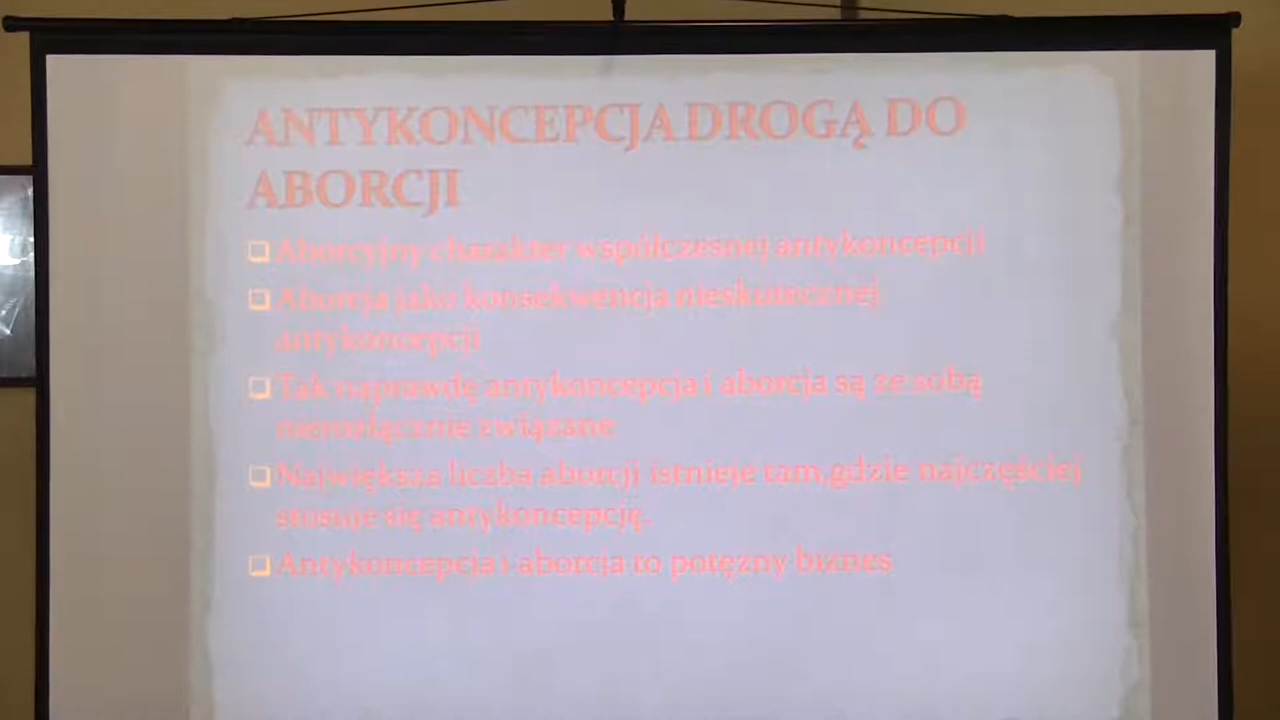 ANTYKONCEPCJA DROGĄ DO
ABORCJI
Aborcyjny charakter współczesnej antykoncepcji
Aborcja jako konsekwencja nieskutecznej
antykoncepcji
Tak naprawdę antykoncepcja i aborcja są ze sobą
nierozłącznie związane
Największa liczba aborcji istnieje tam,gdzie najczęściej
stosuje się antykoncepcję.
Antykoncepcja i aborcja to potężny biznes